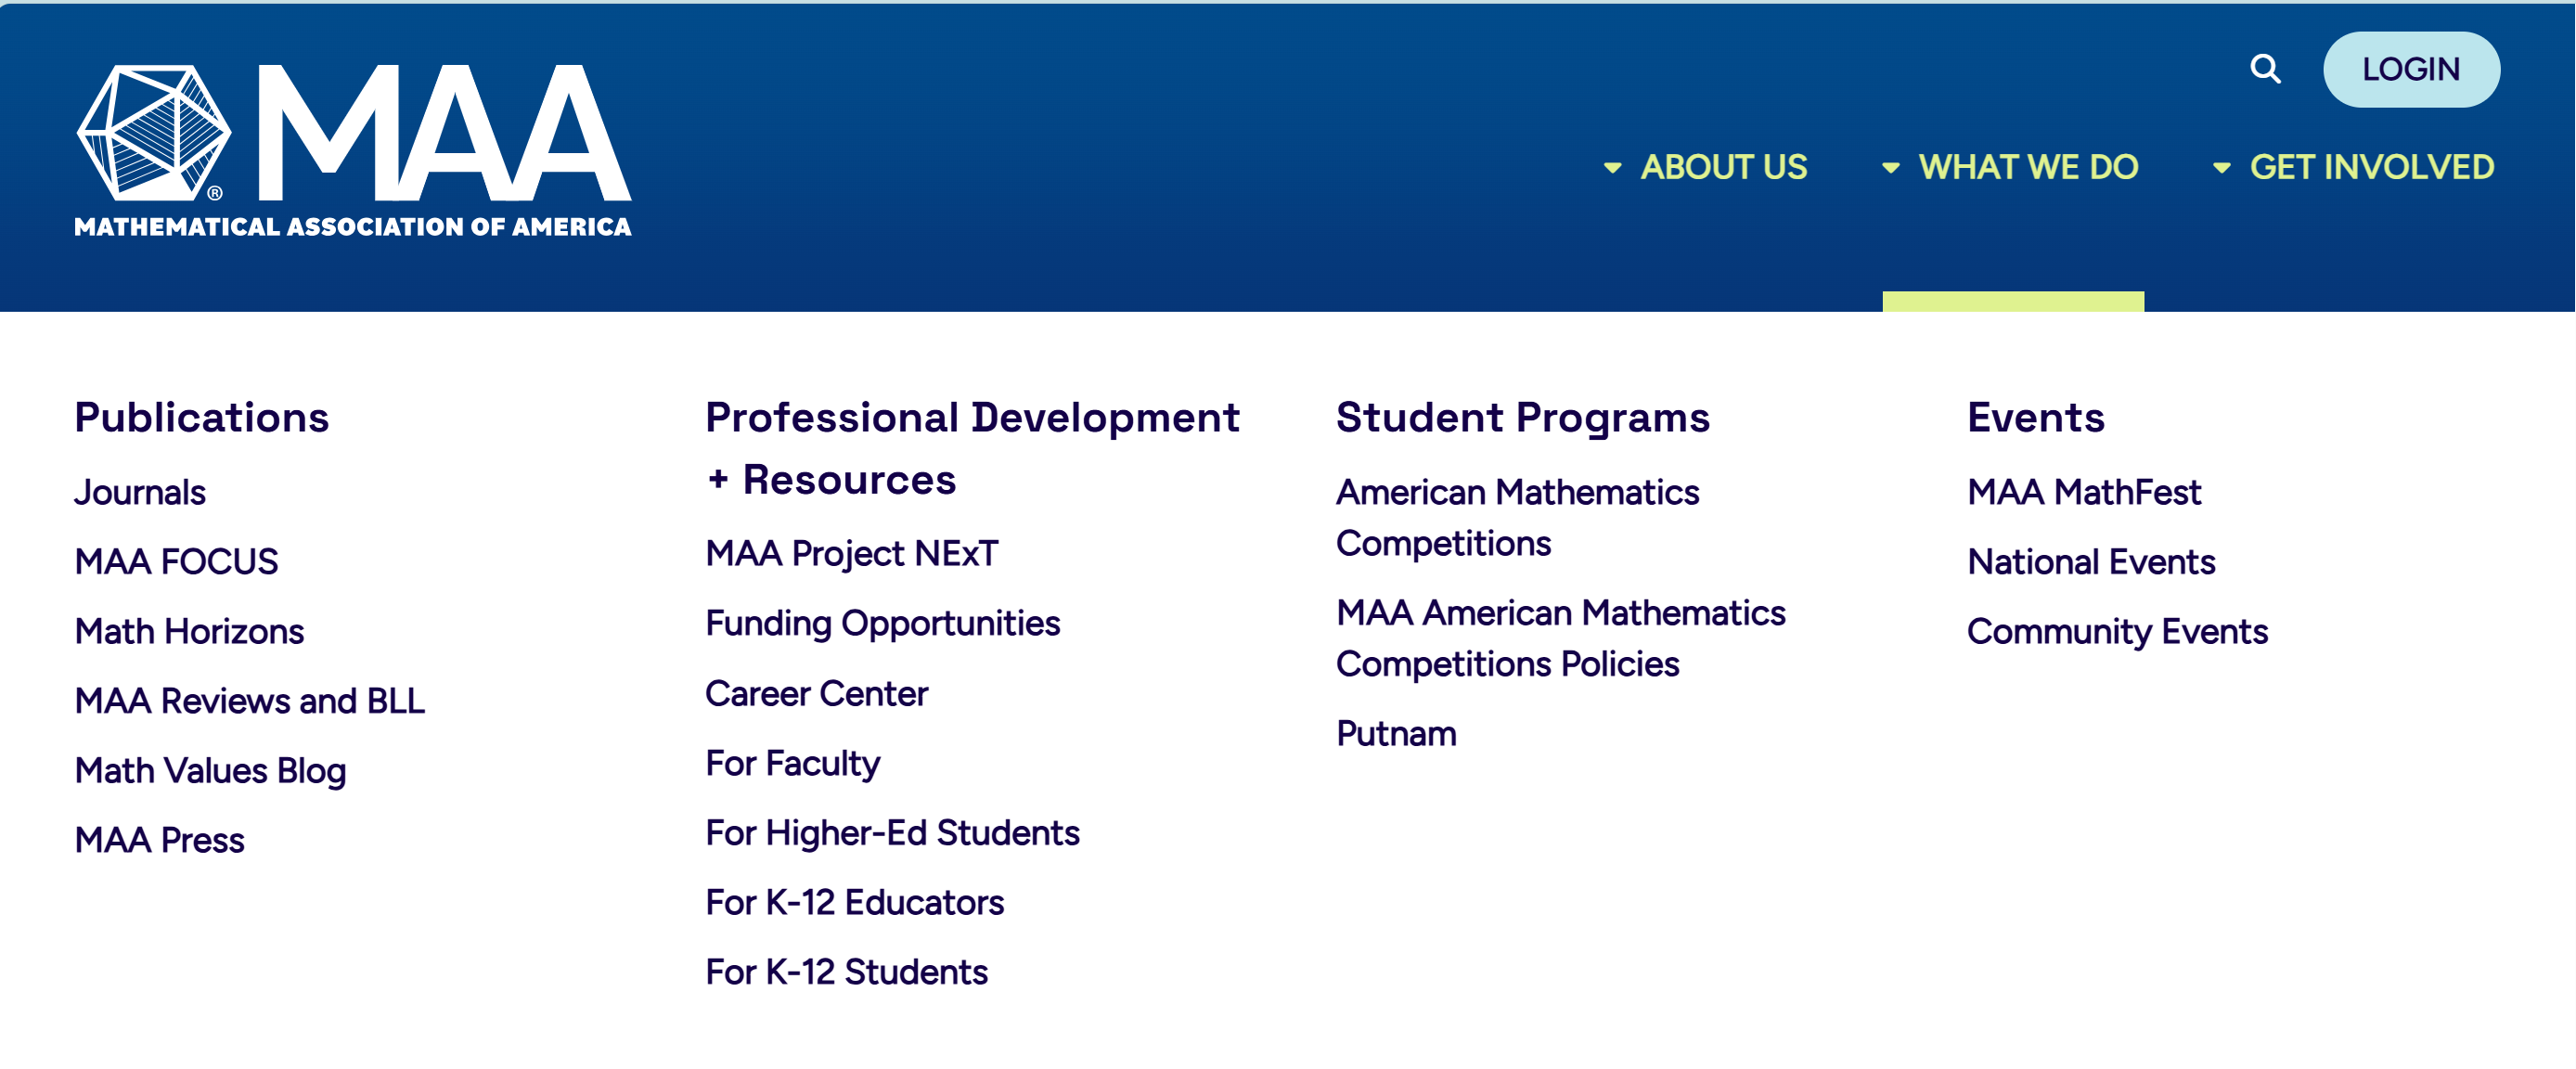 MAA
®
MATHEMATICAL ASSOCIATION OF AMERICA
LOGIN
ABOUT US
WHAT WE DO
GET INVOLVED
Publications
Journals
MAA FOCUS
Math Horizons
MAA Reviews and BLL
Math Values Blog
MAA Press
Professional Development
+ Resources
MAA Project NExT
Funding Opportunities
Career Center
For Faculty
For Higher-Ed Students
For K-12 Educators
For K-12 Students
Student Programs
American Mathematics
Competitions
MAA American Mathematics
Competitions Policies
Putnam
Events
MAA MathFest
National Events
Community Events